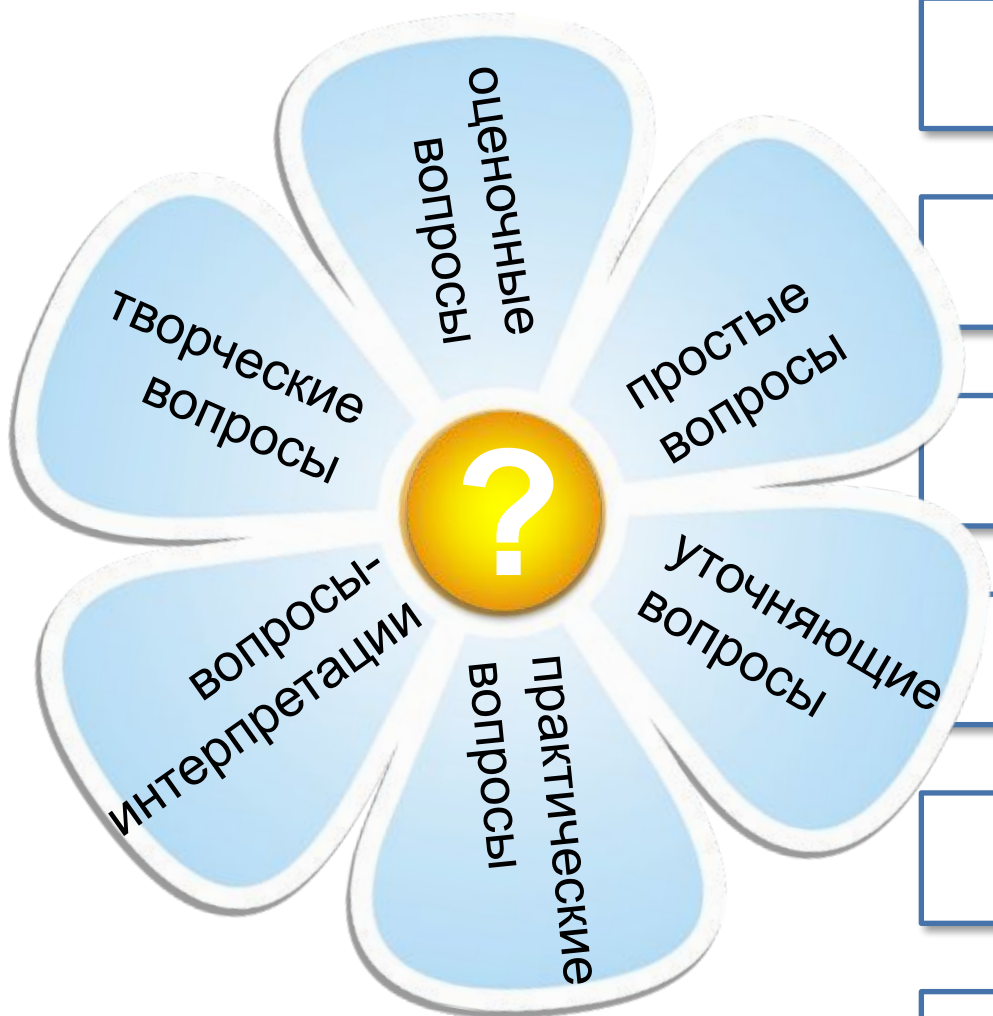 оценочные
вопросы
простые
вопросы
уточняющие
вопросы
практические
вопросы
вопросы-
интерпретации
творческие
вопросы
?